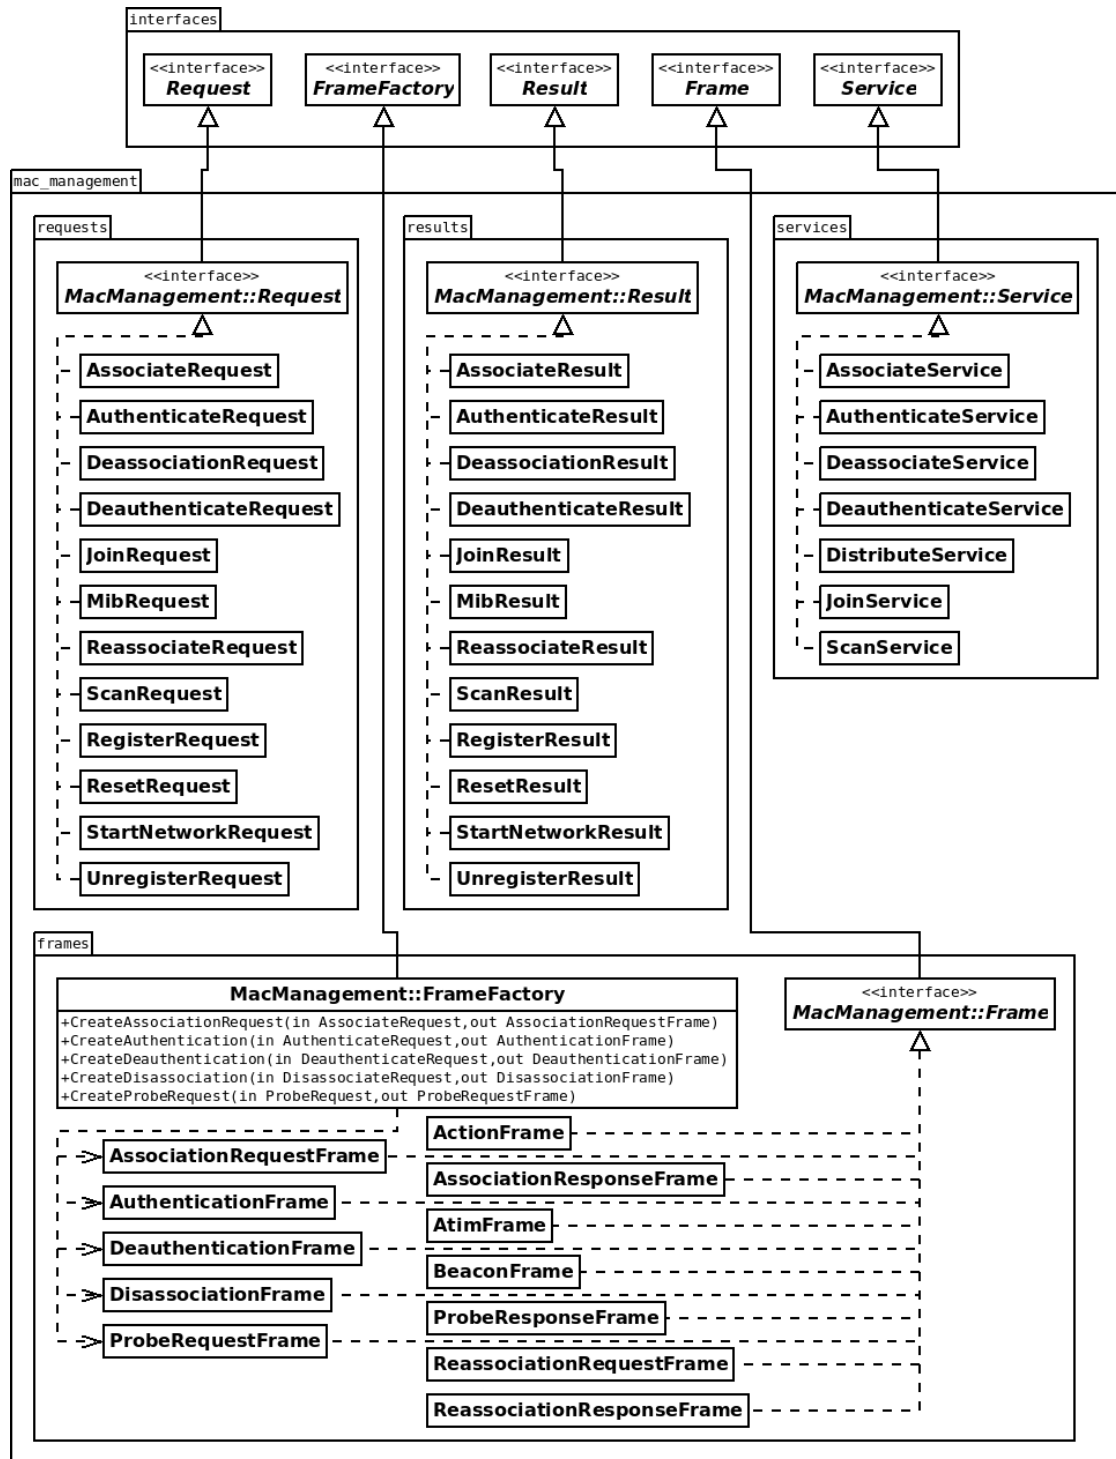 interfaces
<<interface>>
Request
<<interface>>
FrameFactory
<<interface>>
Result
<<interface>>
Frame
<<interface>>
Service
mac_management
requests
<<interface>>
MacManagement::Request
AssociateRequest
AuthenticateRequest
DeassociationRequest
DeauthenticateRequest
JoinRequest
MibRequest
ReassociateRequest
ScanRequest
RegisterRequest
ResetRequest
StartNetworkRequest
UnregisterRequest
results
<<interface>>
MacManagement::Result
AssociateResult
AuthenticateResult
DeassociationResult
DeauthenticateResult
JoinResult
MibResult
ReassociateResult
ScanResult
RegisterResult
ResetResult
StartNetworkResult
UnregisterResult
services
<<interface>>
MacManagement::Service
AssociateService
AuthenticateService
DeassociateService
DeauthenticateService
DistributeService
JoinService
ScanService
frames
MacManagement::FrameFactory
+CreateAssociationRequest(in AssociateRequest,out AssociationRequestFrame)
+CreateAuthentication(in AuthenticateRequest,out AuthenticationFrame)
+CreateDeauthentication(in DeauthenticateRequest,out DeauthenticationFrame)
+CreateDisassociation(in DisassociateRequest,out DisassociationFrame)
+CreateProbeRequest(in ProbeRequest,out ProbeRequestFrame)
<<interface>>
MacManagement::Frame
AssociationRequestFrame
AuthenticationFrame
DeauthenticationFrame
DisassociationFrame
ProbeRequestFrame
ActionFrame
AssociationResponseFrame
AtimFrame
BeaconFrame
ProbeResponseFrame
ReassociationRequestFrame
ReassociationResponseFrame